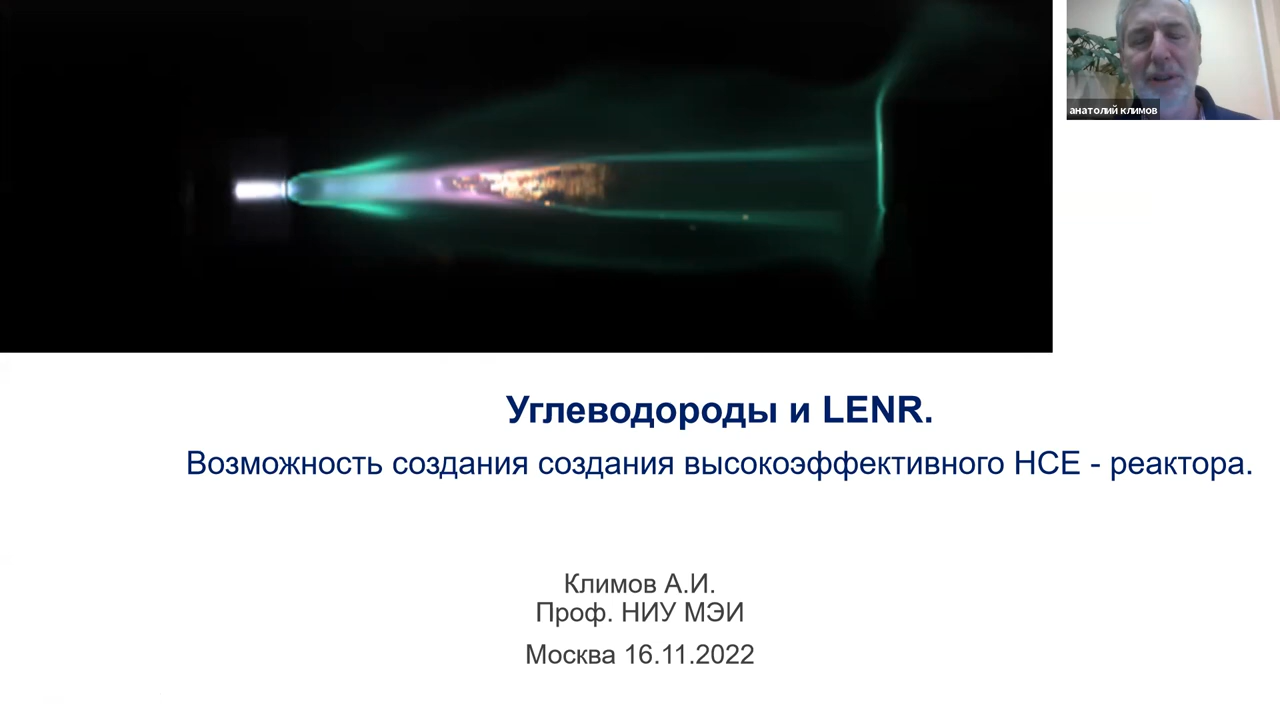 анатолий климов
Углеводороды и LENR.
Возможность создания создания высокоэффективного НСЕ - реактора.
Климов А.И.
Проф. НИУ МЭИ
Москва 16.11.2022